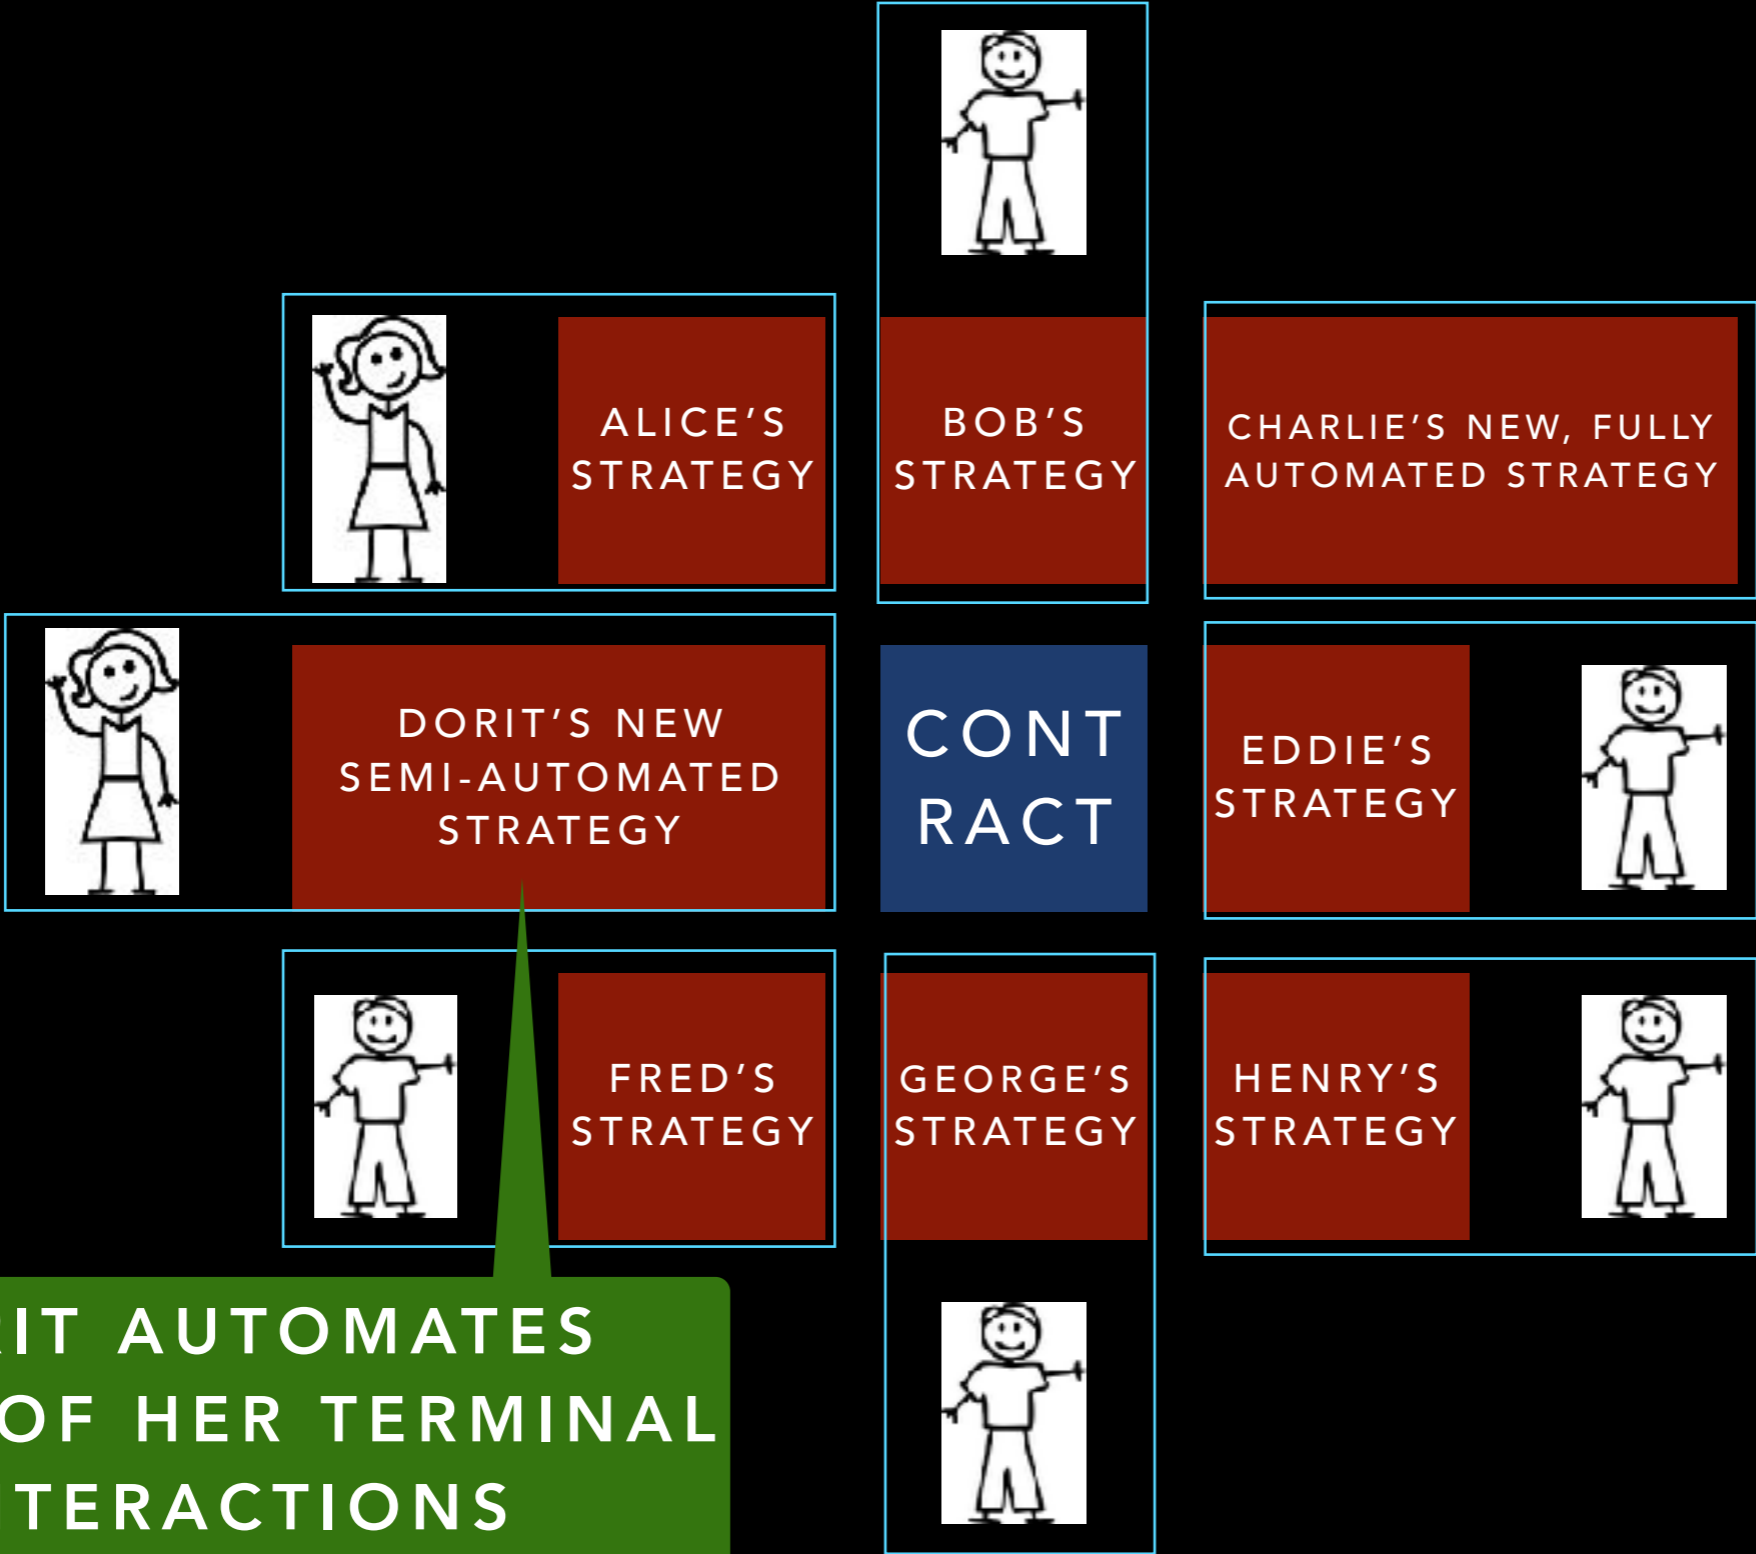 ALICE'S
STRATEGY
BOB'S
STRATEGY
CHARLIE'S NEW, FULLY
AUTOMATED STRATEGY
DORIT'S NEW
SEMI-AUTOMATED
STRATEGY
CONT
RACT
EDDIE'S
STRATEGY
FRED'S
STRATEGY
GEORGE'S
STRATEGY
HENRY'S
STRATEGY
AUTOMATES
OF HER TERMINAL